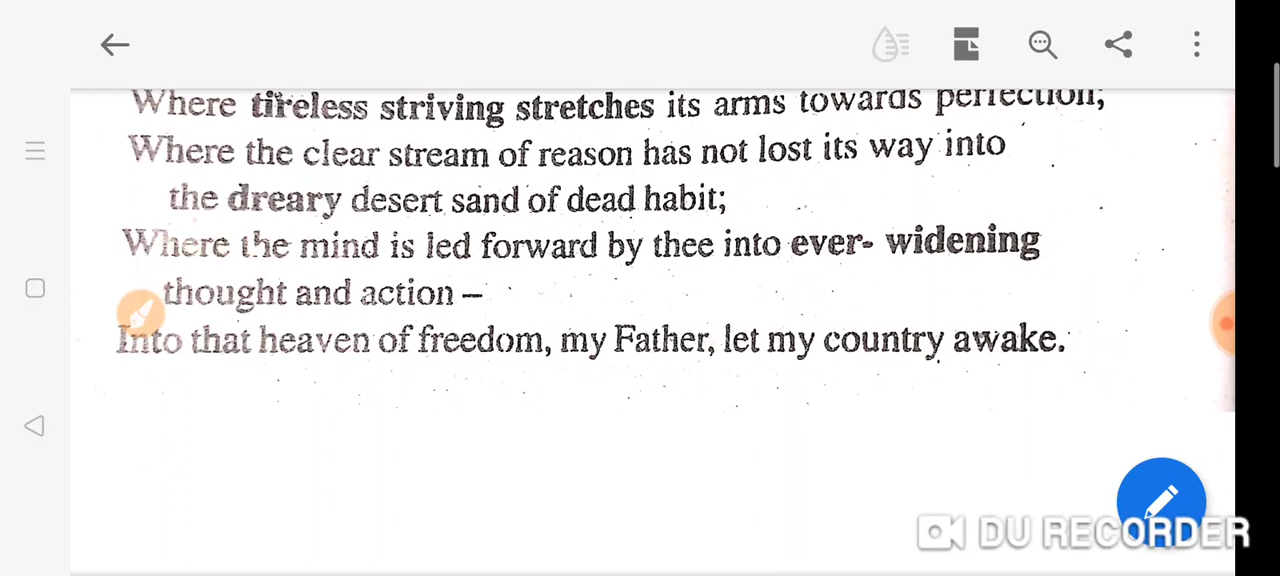 Where tireless striving stretches its arms towards perfection;
Where the clear stream of reason has not lost its way into
the dreary desert sand of dead habit;
Where the mind is led forward by thee into ever- widening
thought and action –
Into that heaven of freedom, my Father, let my country awake.
DU RECORDER